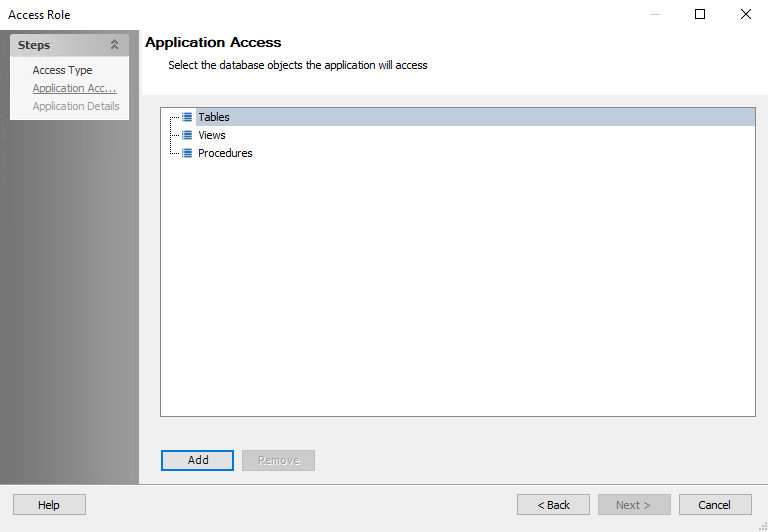 Access Role
Steps
Access Type
Application Acc...
Application Details
Application Access
Select the database objects the application will access
Tables
Views
Procedures
Add
Remove
Help
< Back
Next >
Cancel